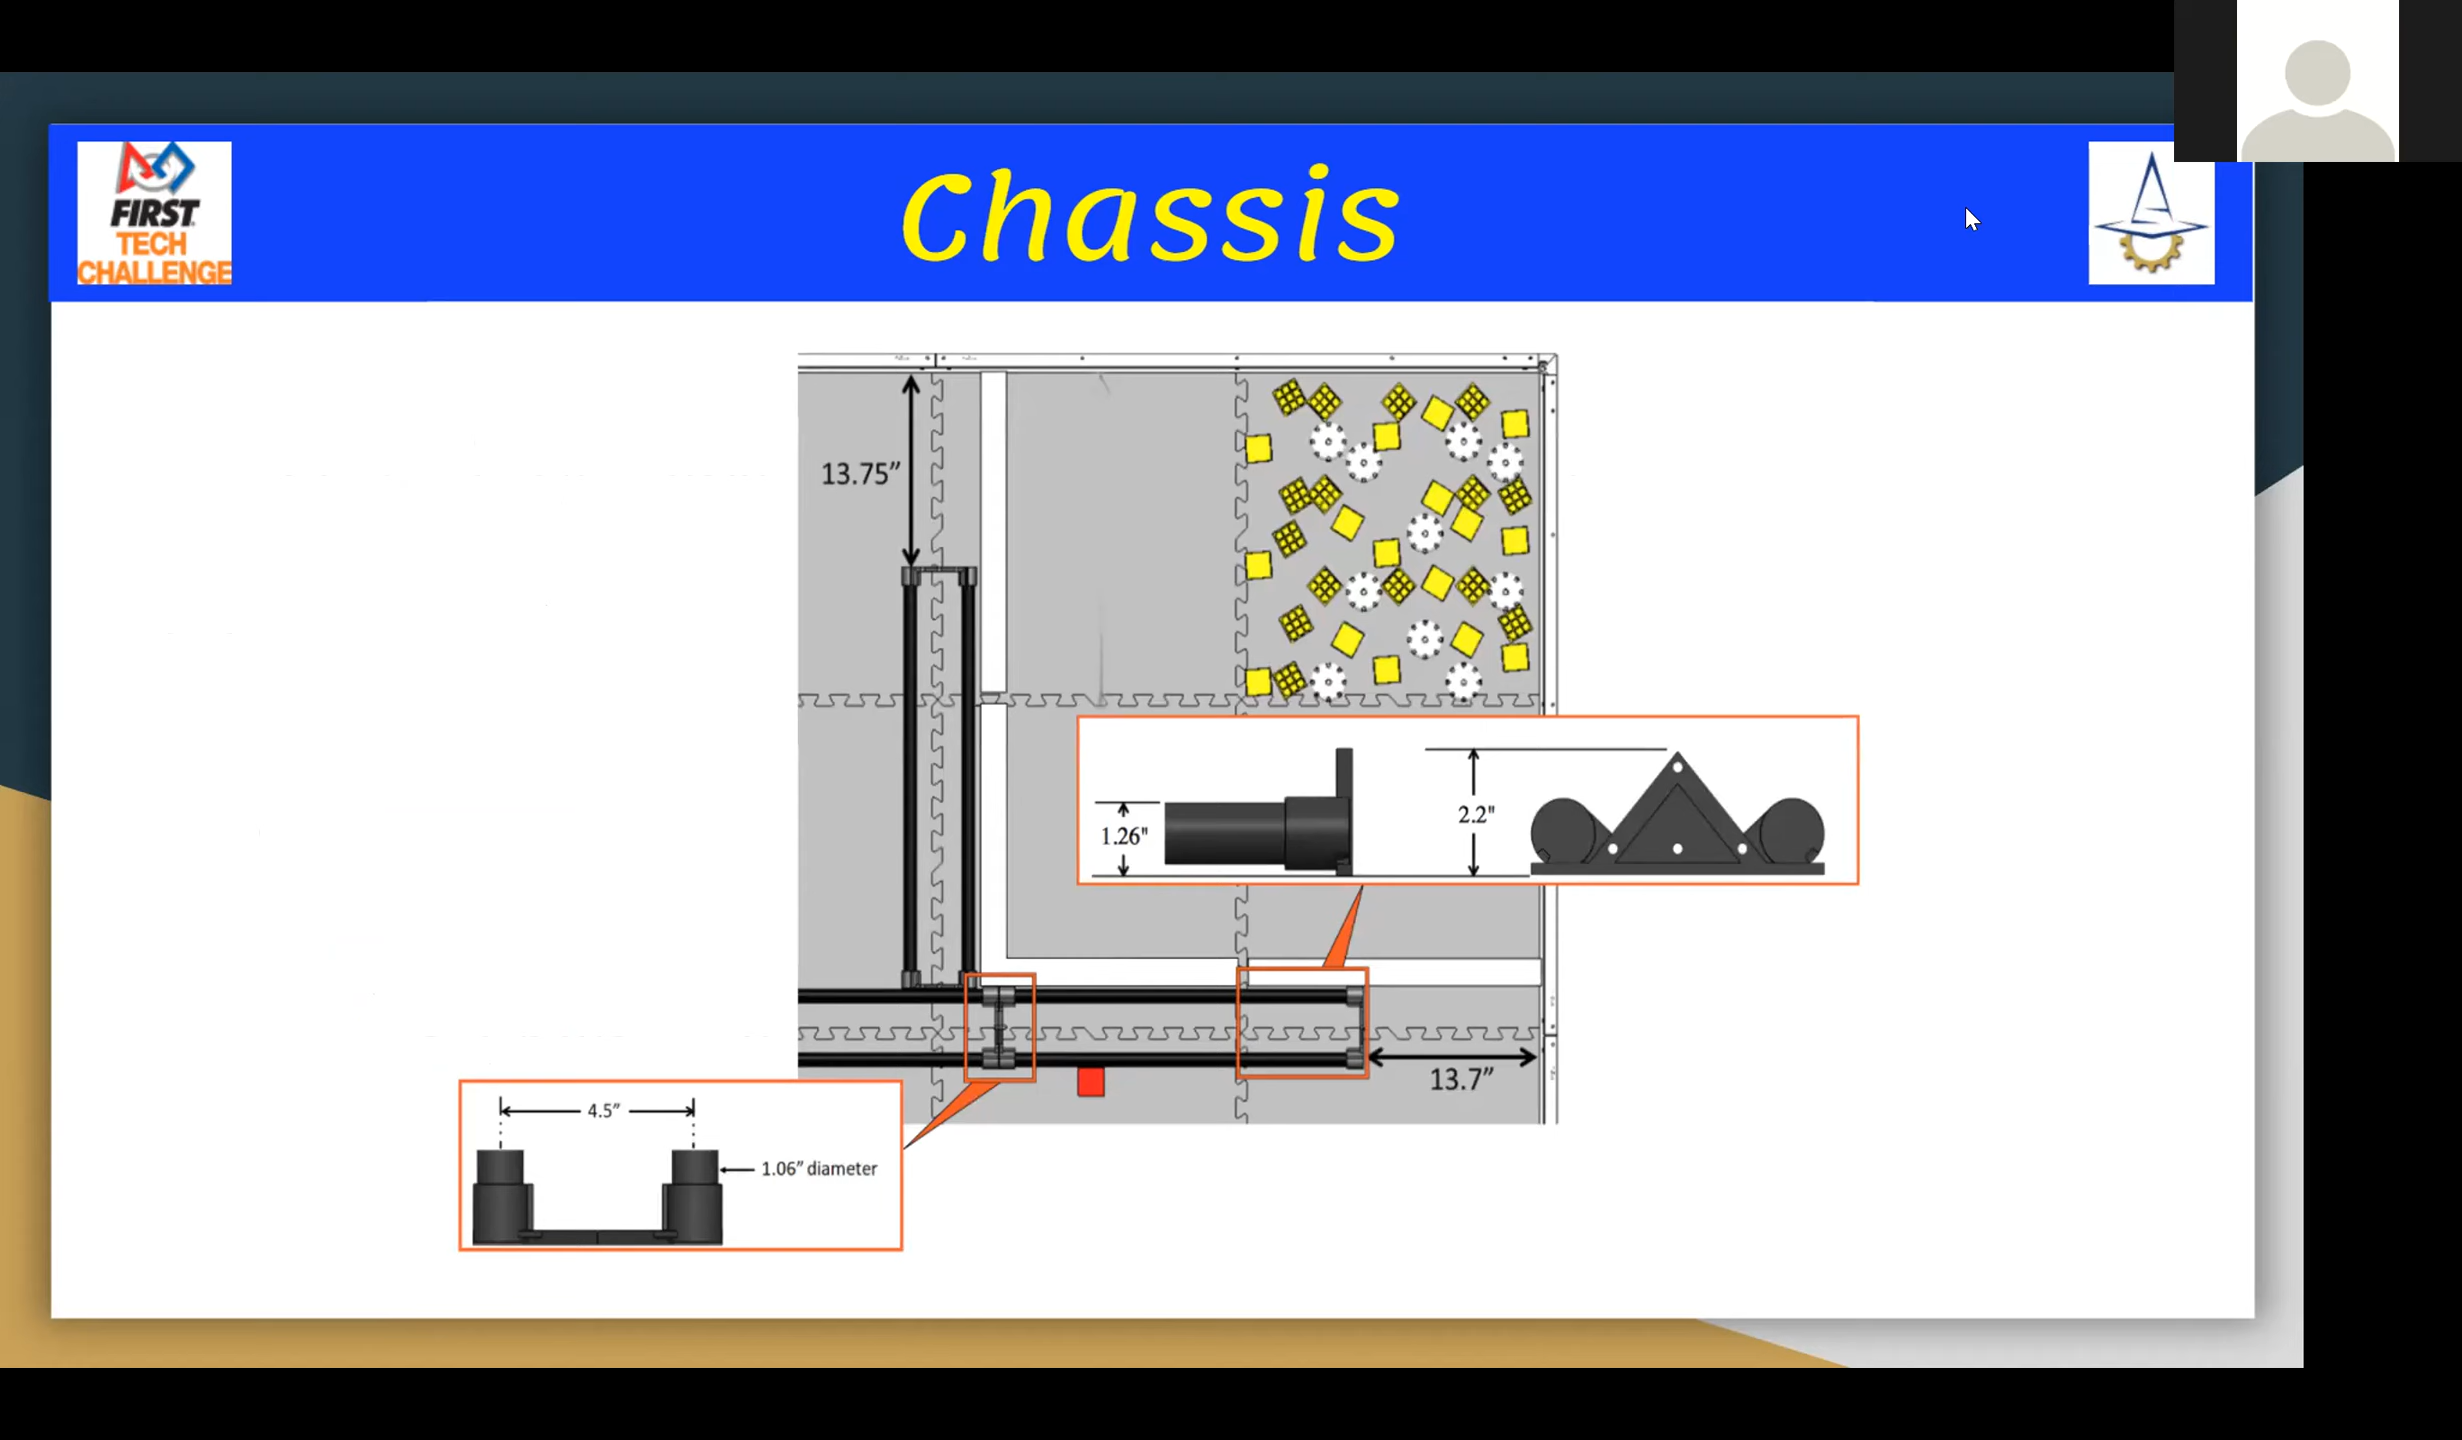 FIRST
TECH
CHALLENGE
Chassis
13.75”
1.26"
2.2"
13.7”
4.5”
1.06” diameter